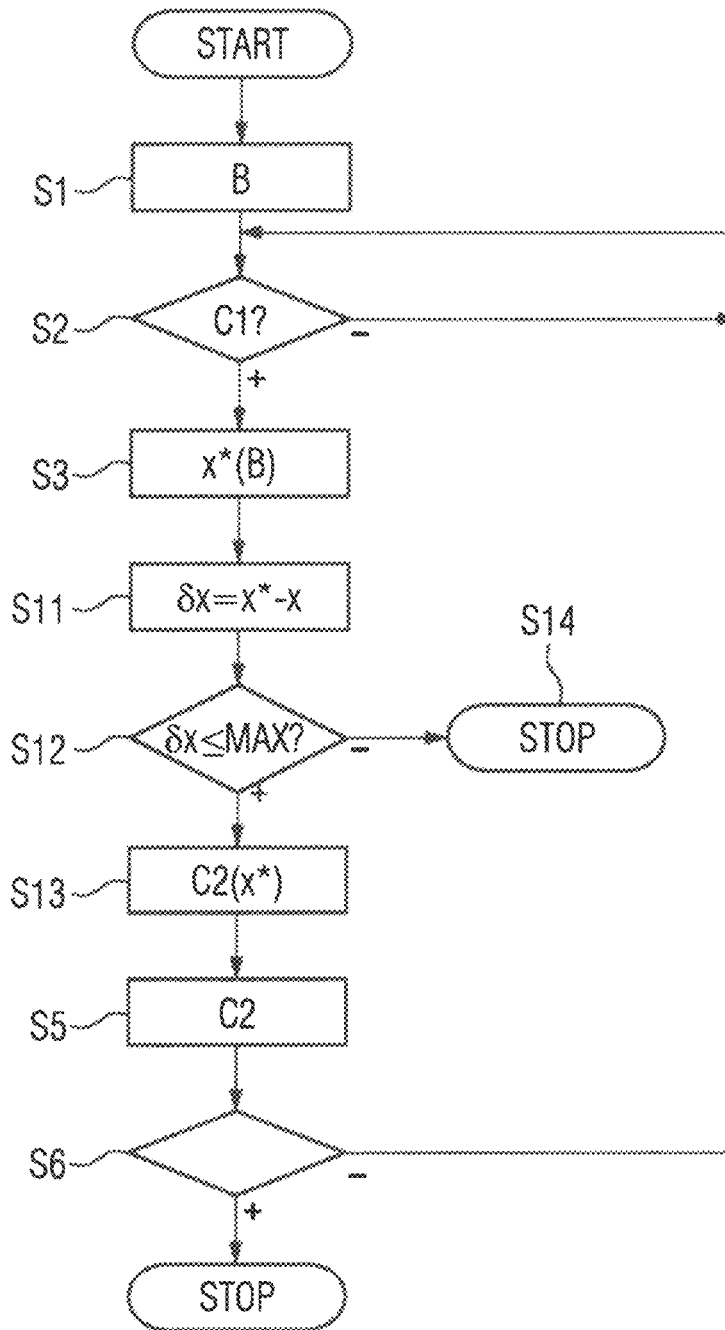 START
S1
B
S2
C1?
-
+
S3
x*(B)
S11
δx=x*-x
S14
S12
δx≤MAX?
-
STOP
+
S13
C2(x*)
S5
C2
S6
-
+
STOP